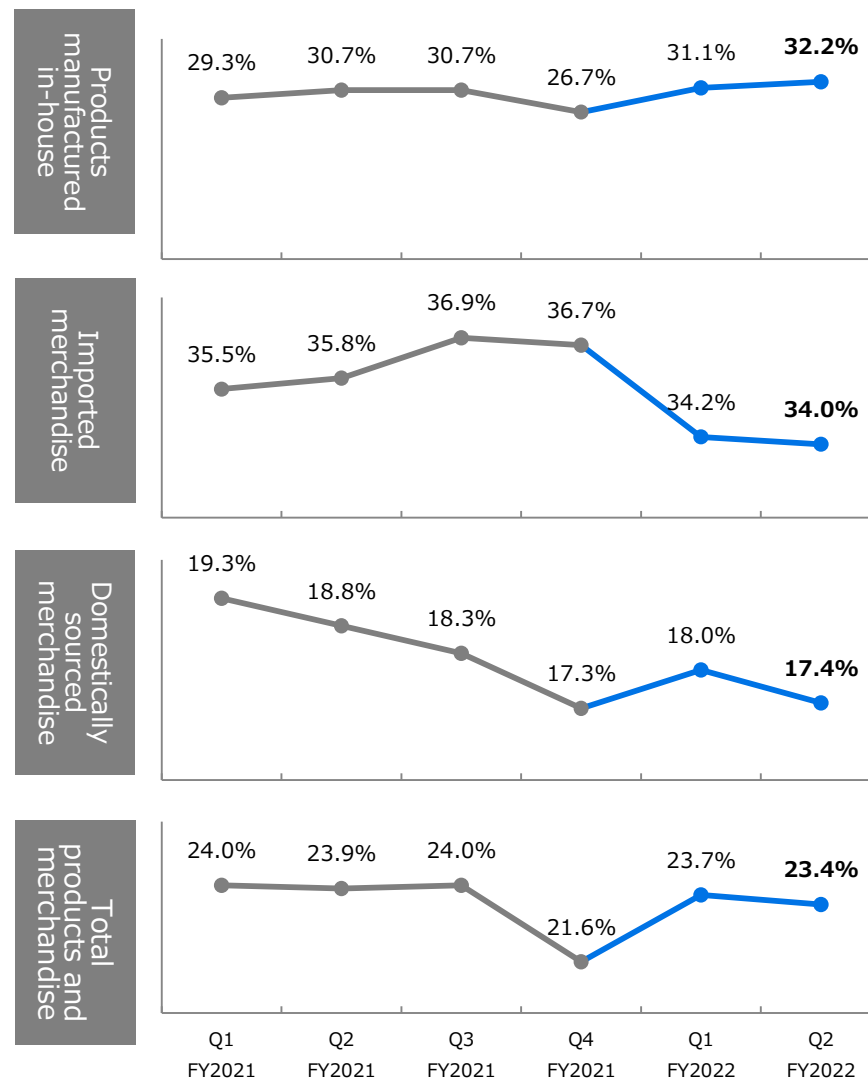 Products
manufactured
in-house
29.3%
30.7%
30.7%
26.7%
31.1%
32.2%
Imported
merchandise
35.5%
35.8%
36.9%
36.7%
34.2%
34.0%
Domestically
sourced
merchandise
19.3%
18.8%
18.3%
17.3%
18.0%
17.4%
Total
products and
merchandise
24.0%
23.9%
24.0%
21.6%
23.7%
23.4%
Q1 Q2 Q3 Q4 Q1 Q2
FY2021 FY2021 FY2021 FY2021 FY2022 FY2022